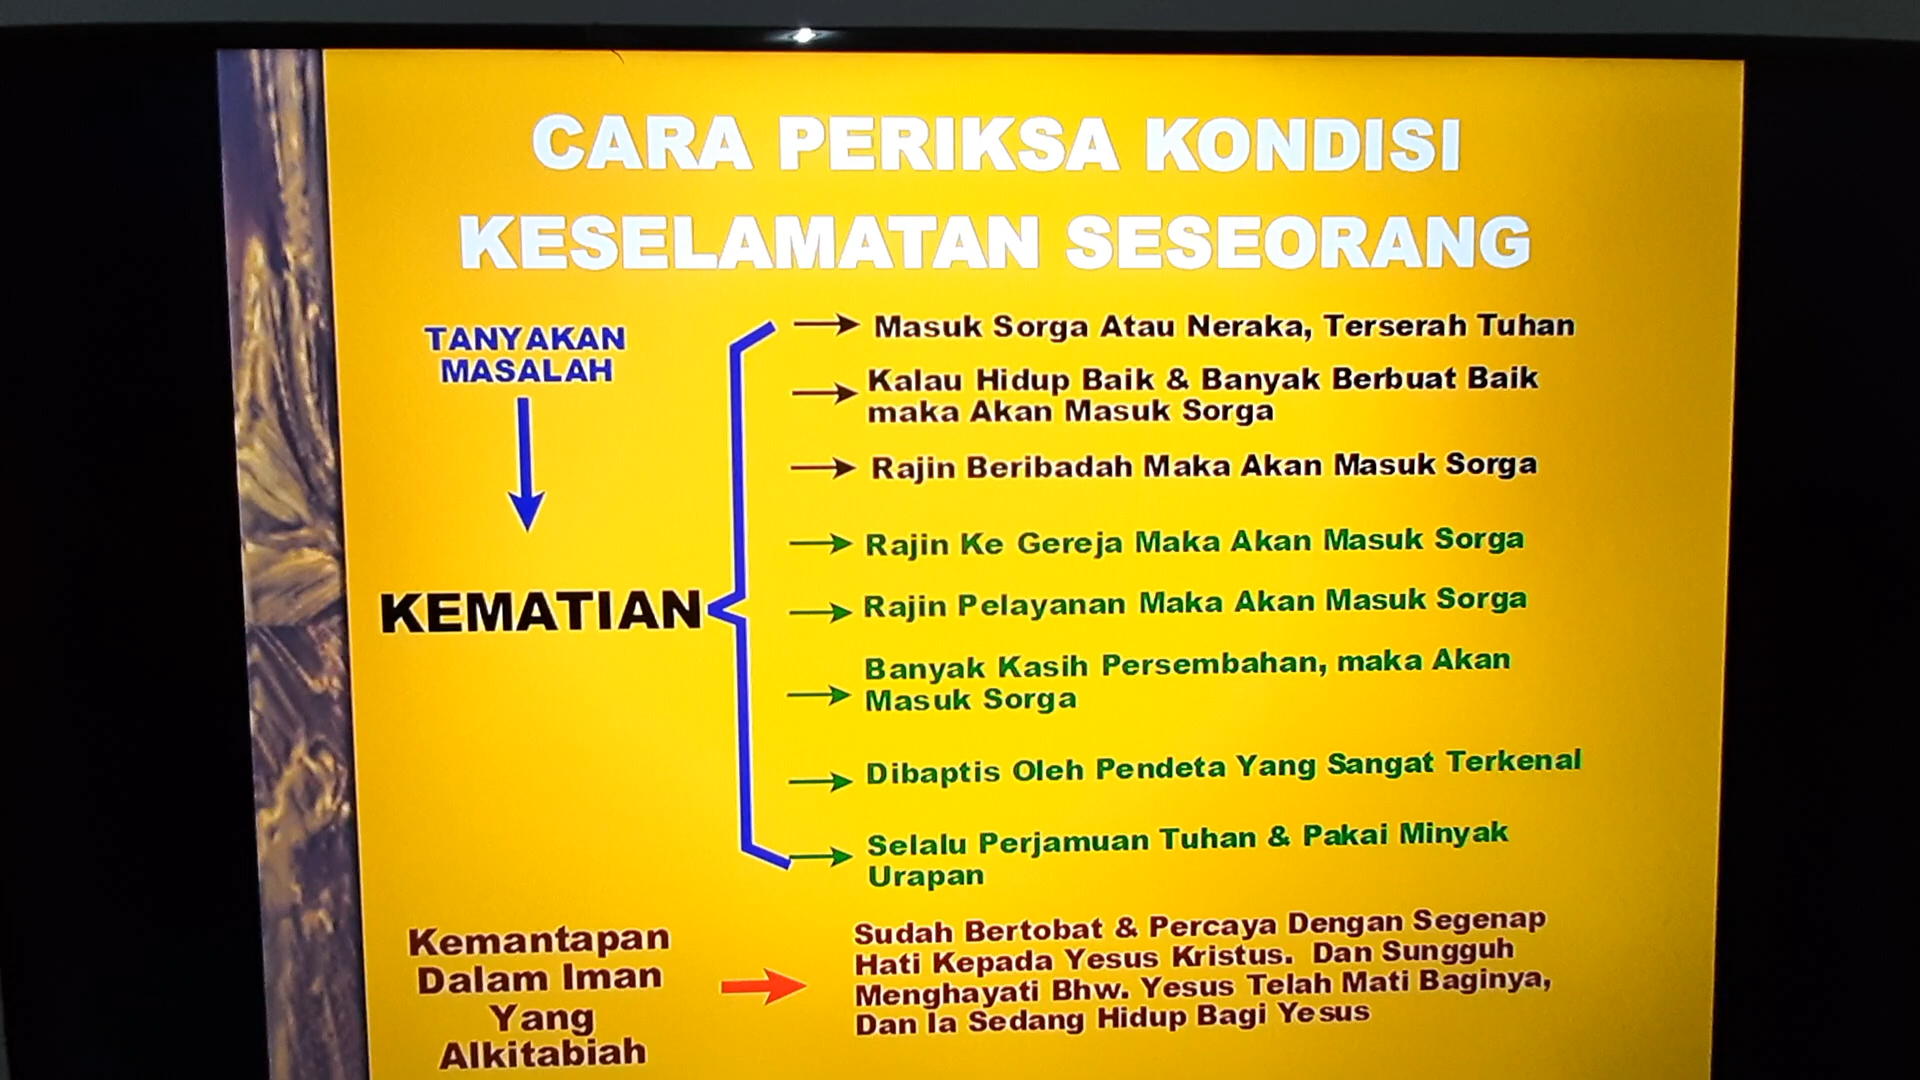 CARA PERIKSA KONDISI
KESELAMATAN SESEORANG
TANYAKAN
MASALAH
KEMATIAN
Masuk Sorga Atau Neraka, Terserah Tuhan
Kalau Hidup Baik & Banyak Berbuat Baik
maka Akan Masuk Sorga
Rajin Beribadah Maka Akan Masuk Sorga
Rajin Ke Gereja Maka Akan Masuk Sorga
Rajin Pelayanan Maka Akan Masuk Sorga
Banyak Kasih Persembahan, maka Akan
Masuk Sorga
Dibaptis Oleh Pendeta Yang Sangat Terkenal
Selalu Perjamuan Tuhan & Pakai Minyak
Urapan
Kemantapan
Dalam Iman
Yang
Alkitabiah
Sudah Bertobat & Percaya Dengan Segenap
Hati Kepada Yesus Kristus. Dan Sungguh
Menghayati Bhw. Yesus Telah Mati Baginya,
Dan Ia Sedang Hidup Bagi Yesus